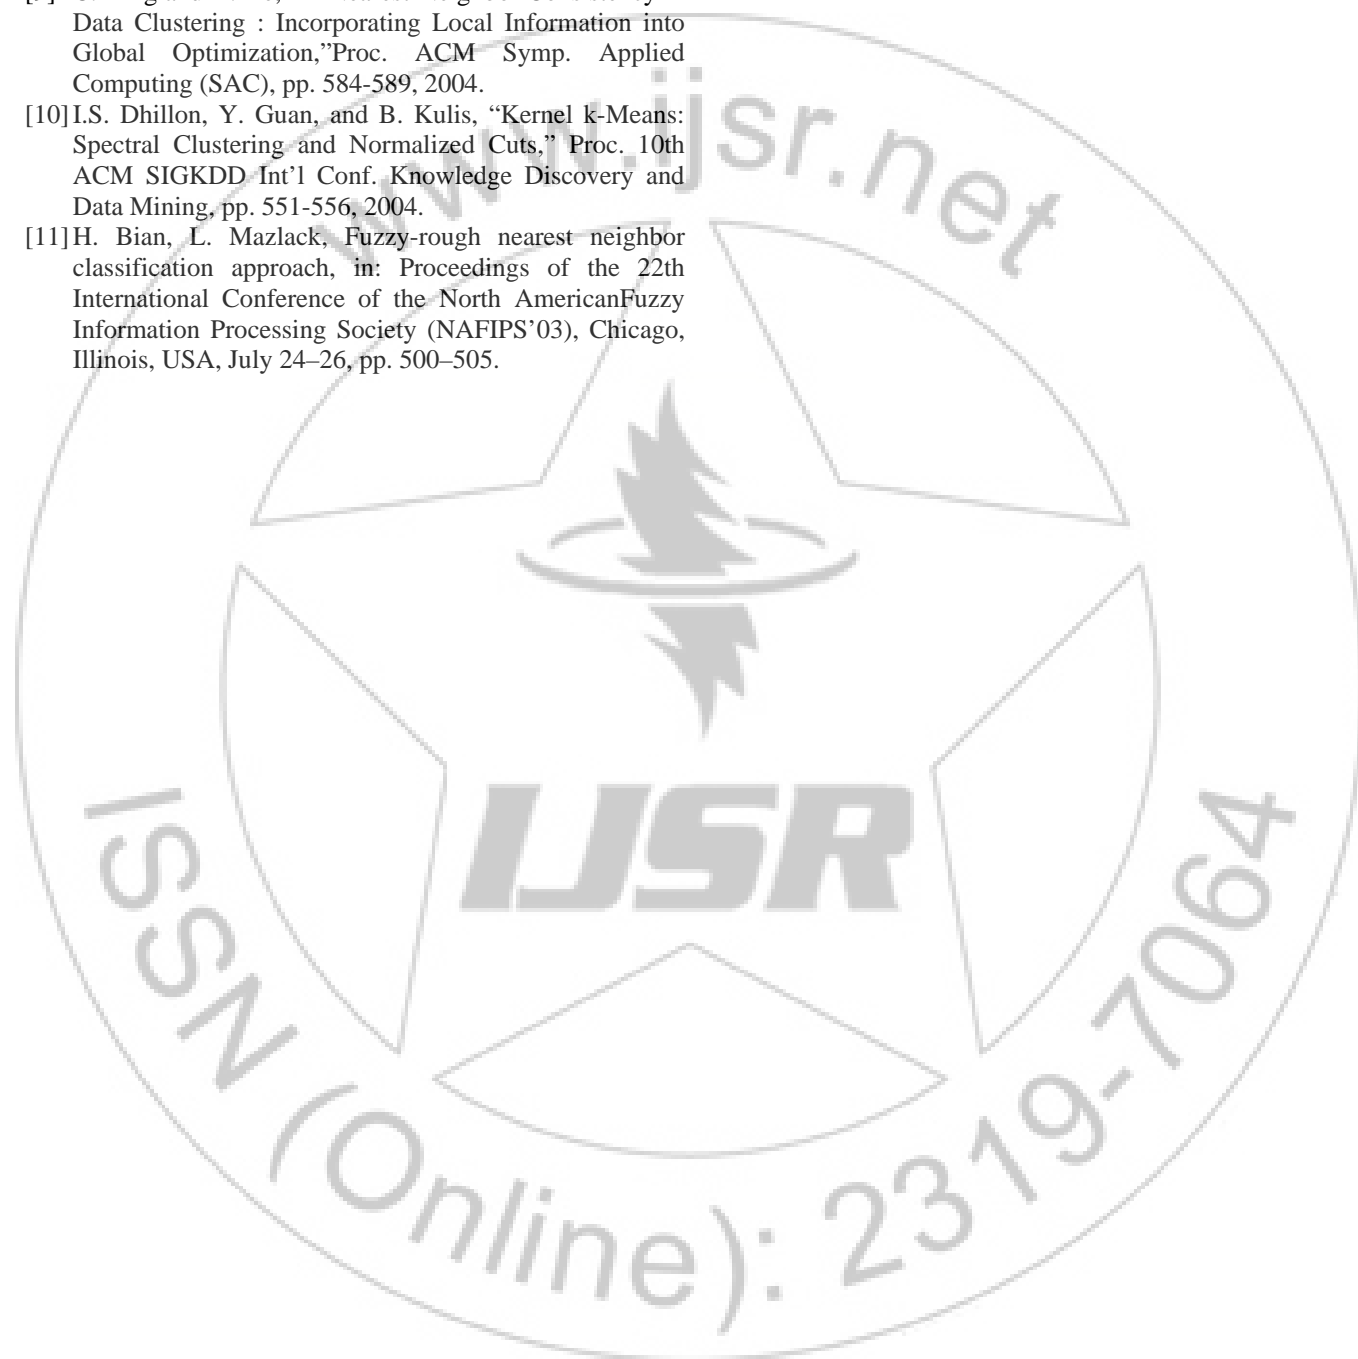 Data Clustering : Incorporating Local Information into
Global Optimization,”Proc. ACM Symp. Applied
Computing (SAC), pp. 584-589, 2004.
[10] I.S. Dhillon, Y. Guan, and B. Kulis, “Kernel k-Means:
Spectral Clustering and Normalized Cuts,” Proc. 10th
ACM SIGKDD Int’l Conf. Knowledge Discovery and
Data Mining, pp. 551-556, 2004.
[11] H. Bian, L. Mazlack, Fuzzy-rough nearest neighbor
classification approach, in: Proceedings of the 22th
International Conference of the North AmericanFuzzy
Information Processing Society (NAFIPS’03), Chicago,
Illinois, USA, July 24–26, pp. 500–505.
www.ijsr.net
IJSR
ISSN (Online): 2319-7064